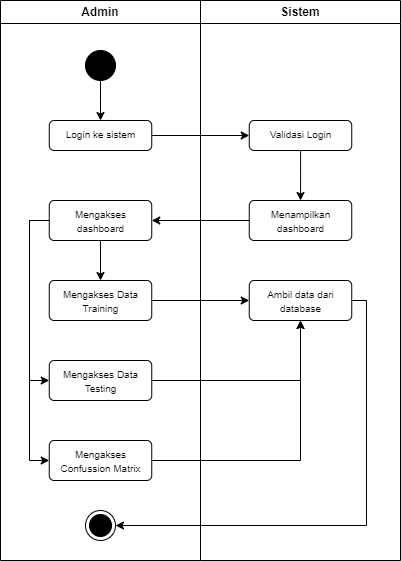 Admin
Sistem
Login ke sistem
Validasi Login
Mengakses
dashboard
Menampilkan
dashboard
Mengakses Data
Training
Ambil data dari
database
Mengakses Data
Testing
Mengakses
Confussion Matrix